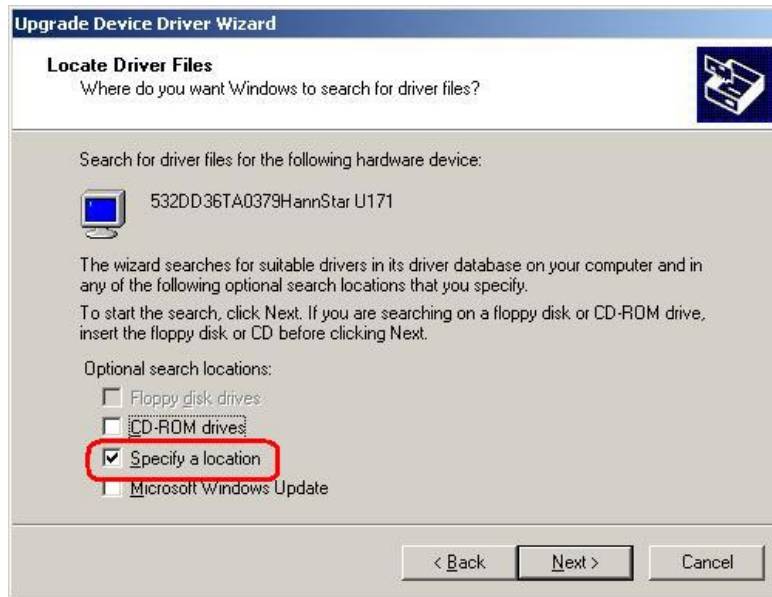 Upgrade Device Driver Wizard
Locate Driver Files
Where do you want Windows to search for driver files?
Search for driver files for the following hardware device:
532DD36TA0379HannStar U171
The wizard searches for suitable drivers in its driver database on your computer and in
any of the following optional search locations that you specify.
To start the search, click Next. If you are searching on a floppy disk or CD-ROM drive,
insert the floppy disk or CD before clicking Next.
Optional search locations:
Floppy disk drives
CD-ROM drives
Specify a location
Microsoft Windows Update
< Back Next > Cancel